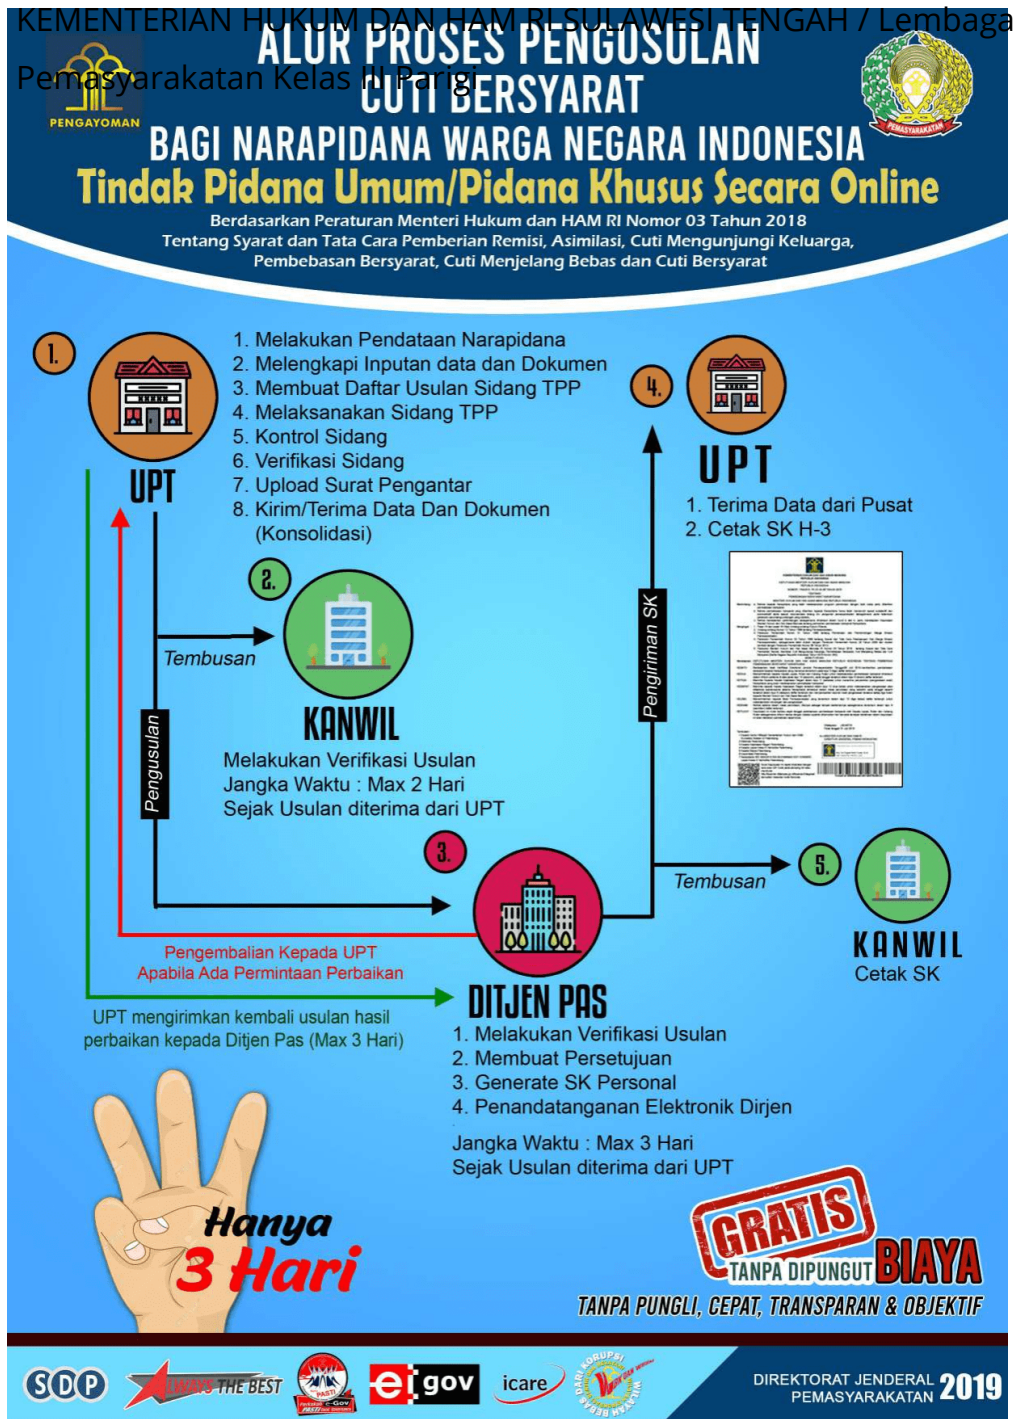 KEMENTERIAN HUKUM DAN HAM RI SULAWESI TENGAH / Lembaga
Pemasyarakatan Kelas III Parigi
ALUR PROSES PENGUSULAN
CUTI BERSYARAT
BAGI NARAPIDANA WARGA NEGARA INDONESIA
Tindak Pidana Umum/Pidana Khusus Secara Online
Berdasarkan Peraturan Menteri Hukum dan HAM RI Nomor 03 Tahun 2018
Tentang Syarat dan Tata Cara Pemberian Remisi, Asimilasi, Cuti Mengunjungi Keluarga,
Pembebasan Bersyarat, Cuti Menjelang Bebas dan Cuti Bersyarat
PENGAYOMAN
PEMASYARAKATAN
1.
UPT
1. Melakukan Pendataan Narapidana
2. Melengkapi Inputan data dan Dokumen
3. Membuat Daftar Usulan Sidang TPP
4. Melaksanakan Sidang TPP
5. Kontrol Sidang
6. Verifikasi Sidang
7. Upload Surat Pengantar
8. Kirim/Terima Data Dan Dokumen
(Konsolidasi)
4.
UPT
1. Terima Data dari Pusat
2. Cetak SK H-3
2.
Tembusan
KANWIL
Melakukan Verifikasi Usulan
Jangka Waktu : Max 2 Hari
Sejak Usulan diterima dari UPT
Pengusulan
Pengiriman SK
3.
Tembusan
5.
KANWIL
Cetak SK
Pengembalian Kepada UPT
Apabila Ada Permintaan Perbaikan
UPT mengirimkan kembali usulan hasil
perbaikan kepada Ditjen Pas (Max 3 Hari)
DITJEN PAS
1. Melakukan Verifikasi Usulan
2. Membuat Persetujuan
3. Generate SK Personal
4. Penandatanganan Elektronik Dirjen
Jangka Waktu : Max 3 Hari
Sejak Usulan diterima dari UPT
Hanya
3 Hari
GRATIS
TANPA DIPUNGUT BIAYA
TANPA PUNGLI, CEPAT, TRANSPARAN & OBJEKTIF
SDP
ALWAYS THE BEST
PASTI
e-gov
icare
DIREKTORAT JENDERAL
PEMASYARAKATAN
2019